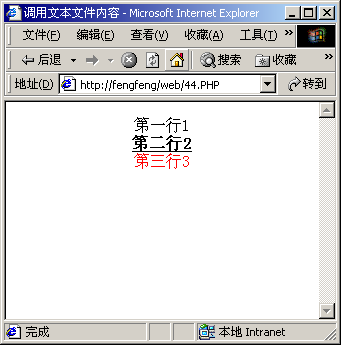 调用文本文件内容 - Microsoft Internet Explorer
文件(F) 编辑(E) 查看(V) 收藏(A) 工具(T) »
后退 搜索 收藏 »
地址(D) http://fengfeng/web/44.PHP 转到
第一行1
第二行2
第三行3
完成 本地 Intranet